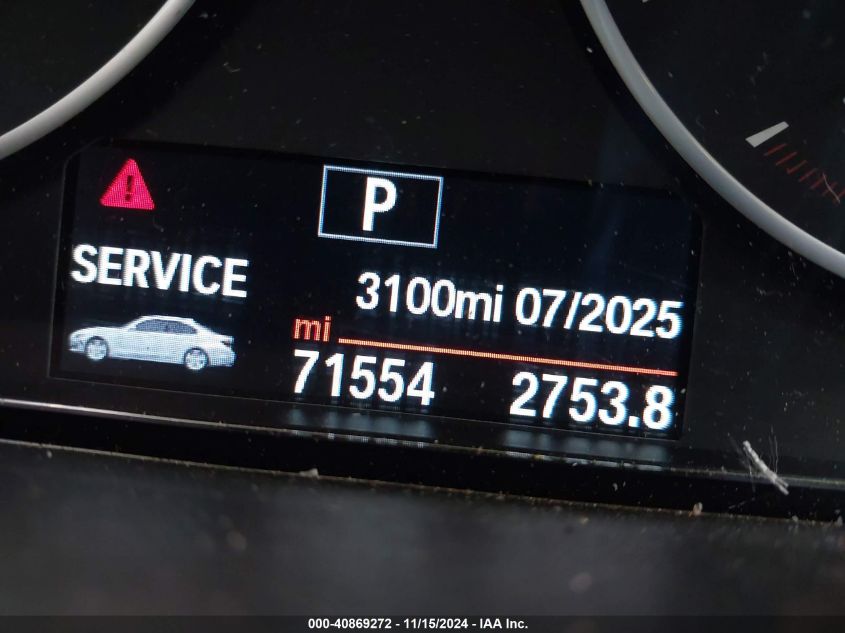 P
SERVICE
3100mi 07/2025
mi
71554 2753.8
000-40869272 - 11/15/2024 - IAA Inc.